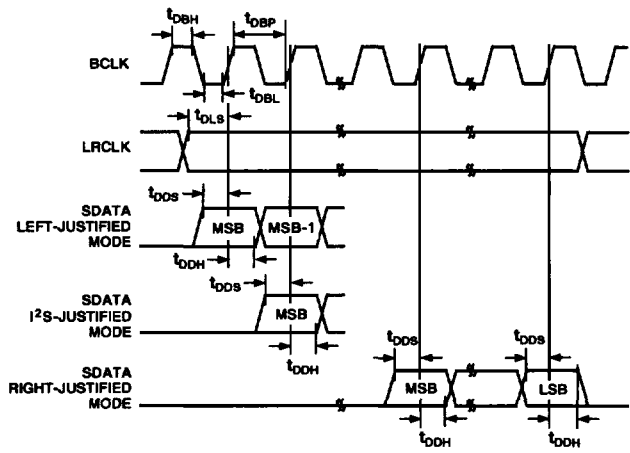 tDBH
tDBP
BCLK
tDBL
tDLS
LRCLK
tDDS
SDATA
LEFT-JUSTIFIED
MODE
MSB
MSB-1
tDDH
tDDS
SDATA
I²S-JUSTIFIED
MODE
MSB
tDDH
tDDS
tDDS
SDATA
RIGHT-JUSTIFIED
MODE
MSB
LSB
tDDH
tDDH